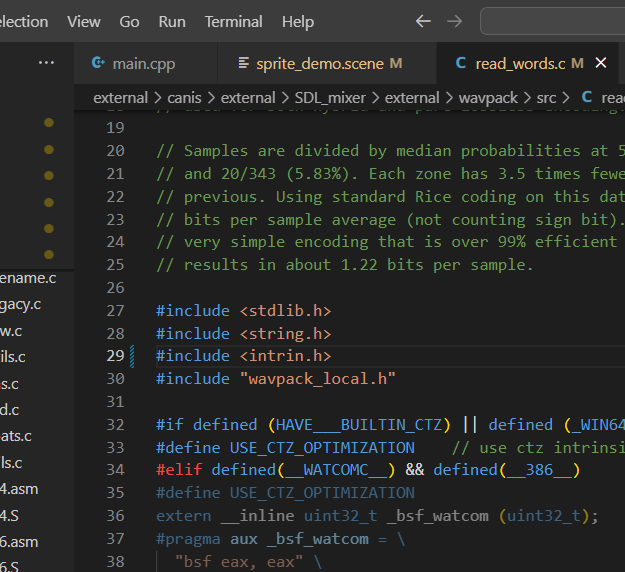 election View Go Run Terminal Help
main.cpp
sprite_demo.scene M
C read_words.c M
external > canis > external > SDL_mixer > external > wavpack > src > C rea
19
20 // Samples are divided by median probabilities at 5
21 // and 20/343 (5.83%). Each zone has 3.5 times fewe
22 // previous. Using standard Rice coding on this dat
23 // bits per sample average (not counting sign bit).
24 // very simple encoding that is over 99% efficient
25 // results in about 1.22 bits per sample.
26
27 #include <stdlib.h>
28 #include <string.h>
29 #include <intrin.h>
30 #include "wavpack_local.h"
31
32 #if defined (HAVE___BUILTIN_CTZ) || defined (_WIN64
33 #define USE_CTZ_OPTIMIZATION // use ctz intrinsi
34 #elif defined(__WATCOMC__) && defined(__386__)
35 #define USE_CTZ_OPTIMIZATION
36 extern __inline uint32_t _bsf_watcom (uint32_t);
37 #pragma aux _bsf_watcom = \
38 "bsf eax, eax" \
ename.c
gacy.c
w.c
ils.c
s.c
d.c
ats.c
ls.c
4.asm
4.S
6.asm
6.S